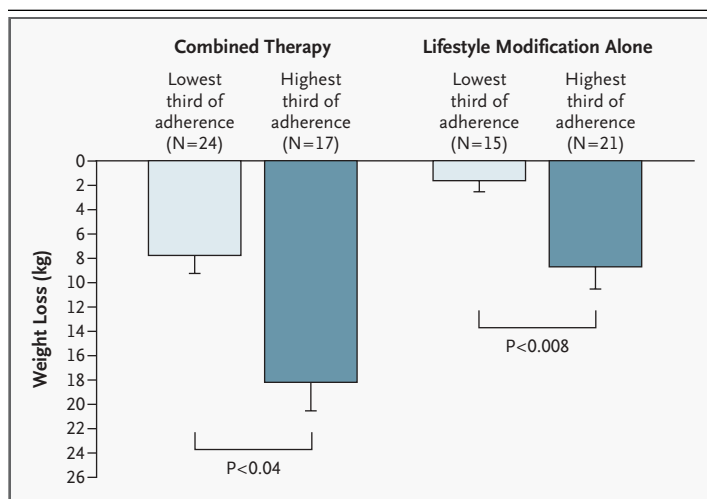 Combined Therapy
Lifestyle Modification Alone
Lowest
third of
adherence
(N=24)
Highest
third of
adherence
(N=17)
Lowest
third of
adherence
(N=15)
Highest
third of
adherence
(N=21)
Weight Loss (kg)
0
2
4
6
8
10
12
14
16
18
20
22
24
26
P<0.008
P<0.04